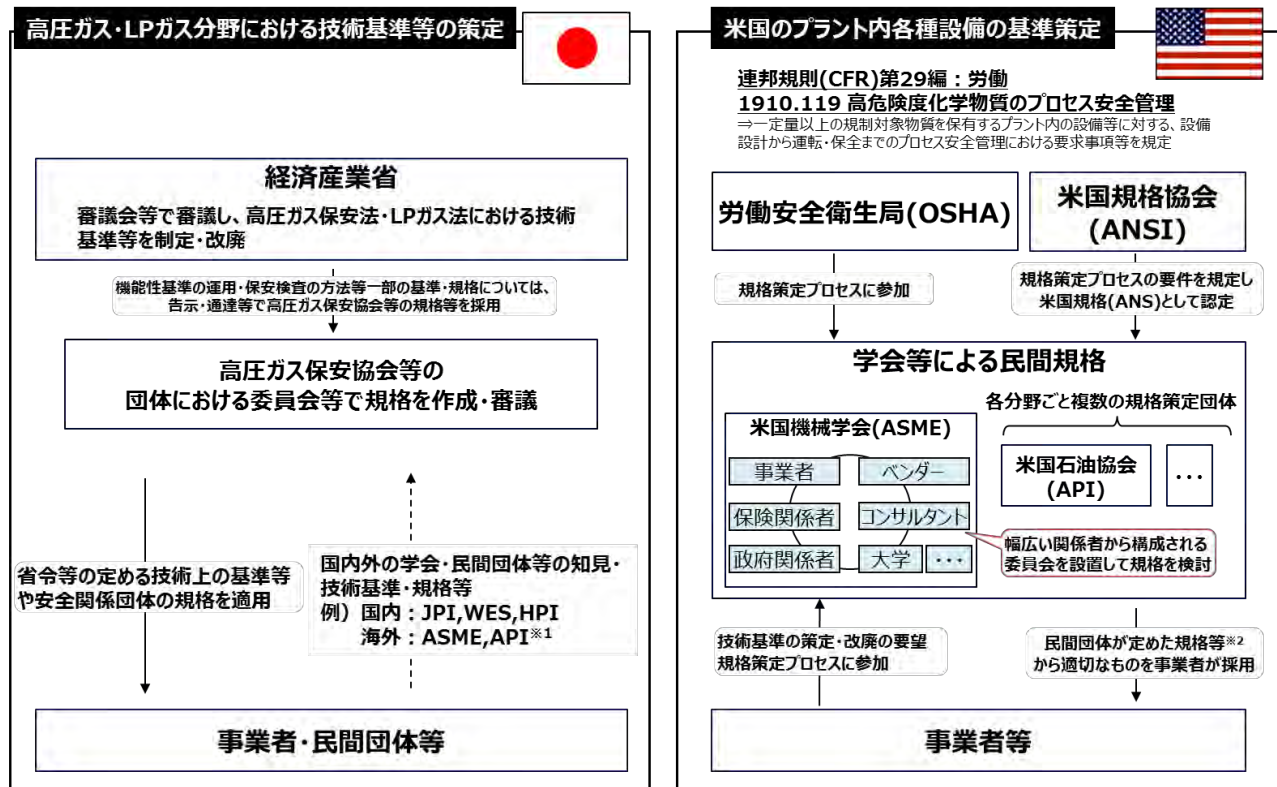 高圧ガス・LPガス分野における技術基準等の策定
経済産業省
審議会等で審議し、高圧ガス保安法・LPガス法における技術
基準等を制定・改廃
機能性基準の運用・保安検査の方法等一部の基準・規格については、
告示・通達等で高圧ガス保安協会等の規格等を採用
高圧ガス保安協会等の
団体における委員会等で規格を作成・審議
省令等の定める技術上の基準等
や安全関係団体の規格を適用
国内外の学会・民間団体等の知見・
技術基準・規格等
例）国内：JPI,WES,HPI
海外：ASME,API※1
事業者・民間団体等
米国のプラント内各種設備の基準策定
連邦規則(CFR)第29編：労働
1910.119 高危険度化学物質のプロセス安全管理
⇒一定量以上の規制対象物質を保有するプラント内の設備等に対する、設備
設計から運転・保全までのプロセス安全管理における要求事項等を規定
労働安全衛生局(OSHA)
米国規格協会
(ANSI)
規格策定プロセスに参加
規格策定プロセスの要件を規定し
米国規格(ANS)として認定
学会等による民間規格
各分野ごと複数の規格策定団体
米国機械学会(ASME)
事業者
ベンダー
保険関係者
コンサルタント
政府関係者
大学
・・・
米国石油協会
(API)
・・・
幅広い関係者から構成される
委員会を設置して規格を検討
技術基準の策定・改廃の要望
規格策定プロセスに参加
民間団体が定めた規格等※2
から適切なものを事業者が採用
事業者等